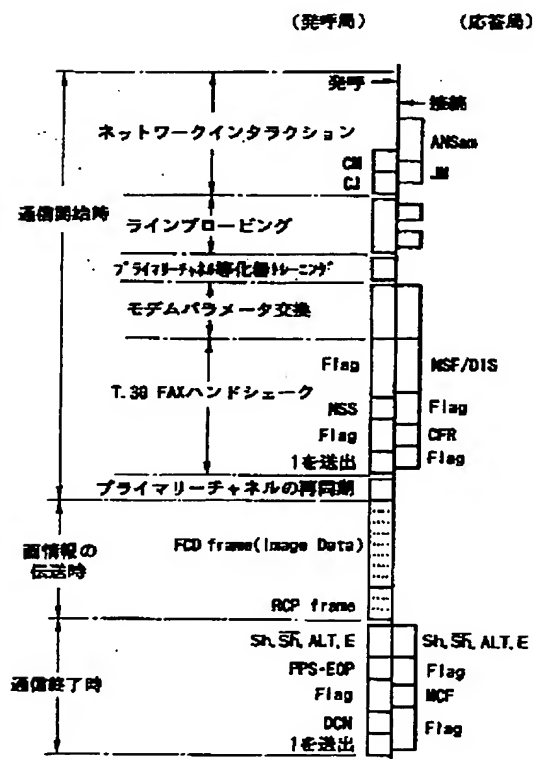 (発呼局) (応答局)
発呼
接続
ネットワークインタラクション
ANSam
CM
JM
CJ
通信開始時
ラインプロービング
プライマリーチャネル等化器トレーニング
モデムパラメータ交換
Flag NSF/DIS
T.30 FAXハンドシェーク
NSS Flag
Flag CFR
1を送出 Flag
プライマリーチャネルの再同期
画情報の
伝送時
FCD frame(Image Data)
RCP frame
Sh,S̅h̅,ALT,E Sh,S̅h̅,ALT,E
PPS・EOP Flag
通信終了時
Flag MCF
DCN Flag
1を送出